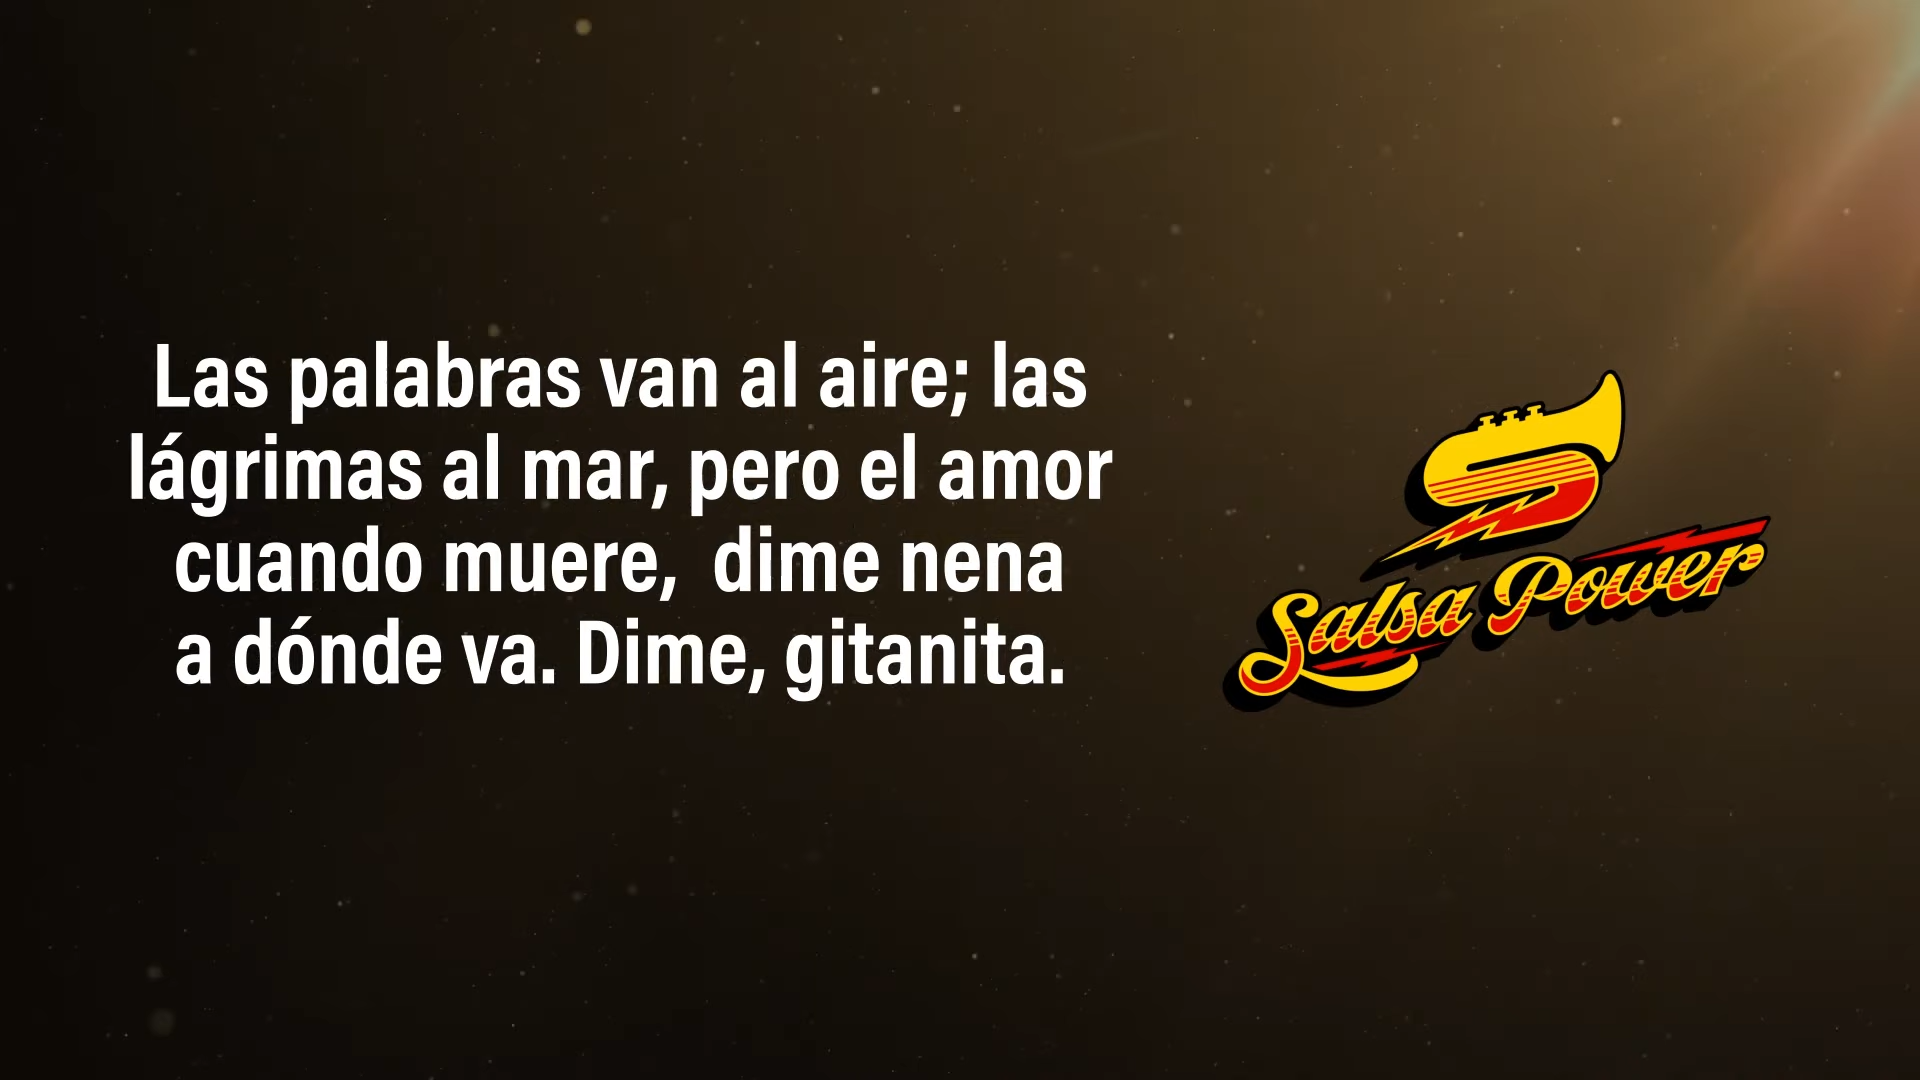 Las palabras van al aire; las
lágrimas al mar, pero el amor
cuando muere,  dime nena
a dónde va. Dime, gitanita.
Salsa Power